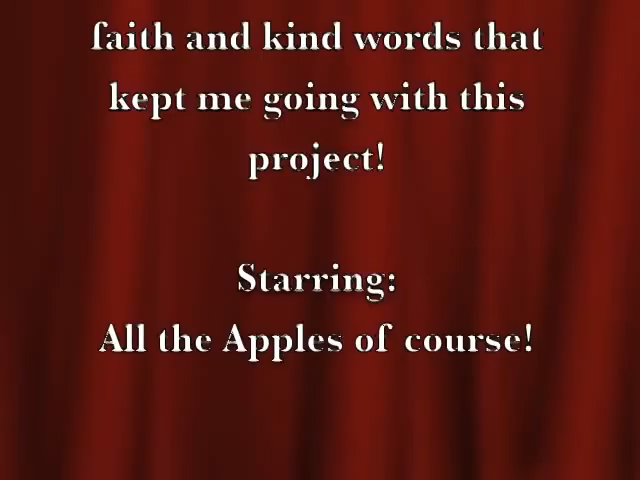 faith and kind words that
kept me going with this
project!
Starring:
All the Apples of course!